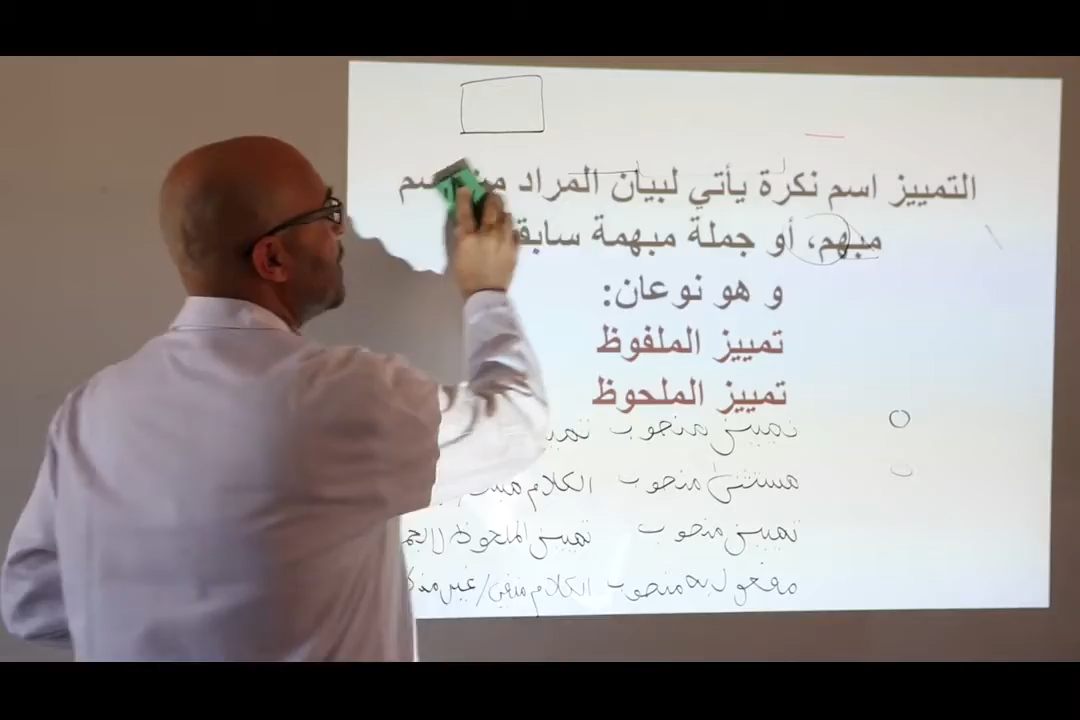 التمييز اسم نكرة يأتي لبيان المراد من اسم
مبهم، أو جملة مبهمة سابقة
و هو نوعان:
تمييز الملفوظ
تمييز الملحوظ
تمييز منصوب
مستثنى منصوب الكلام
تمييز منصوب تمييز الملحوظ
مفعول به منصوب الكلام منفي/غير